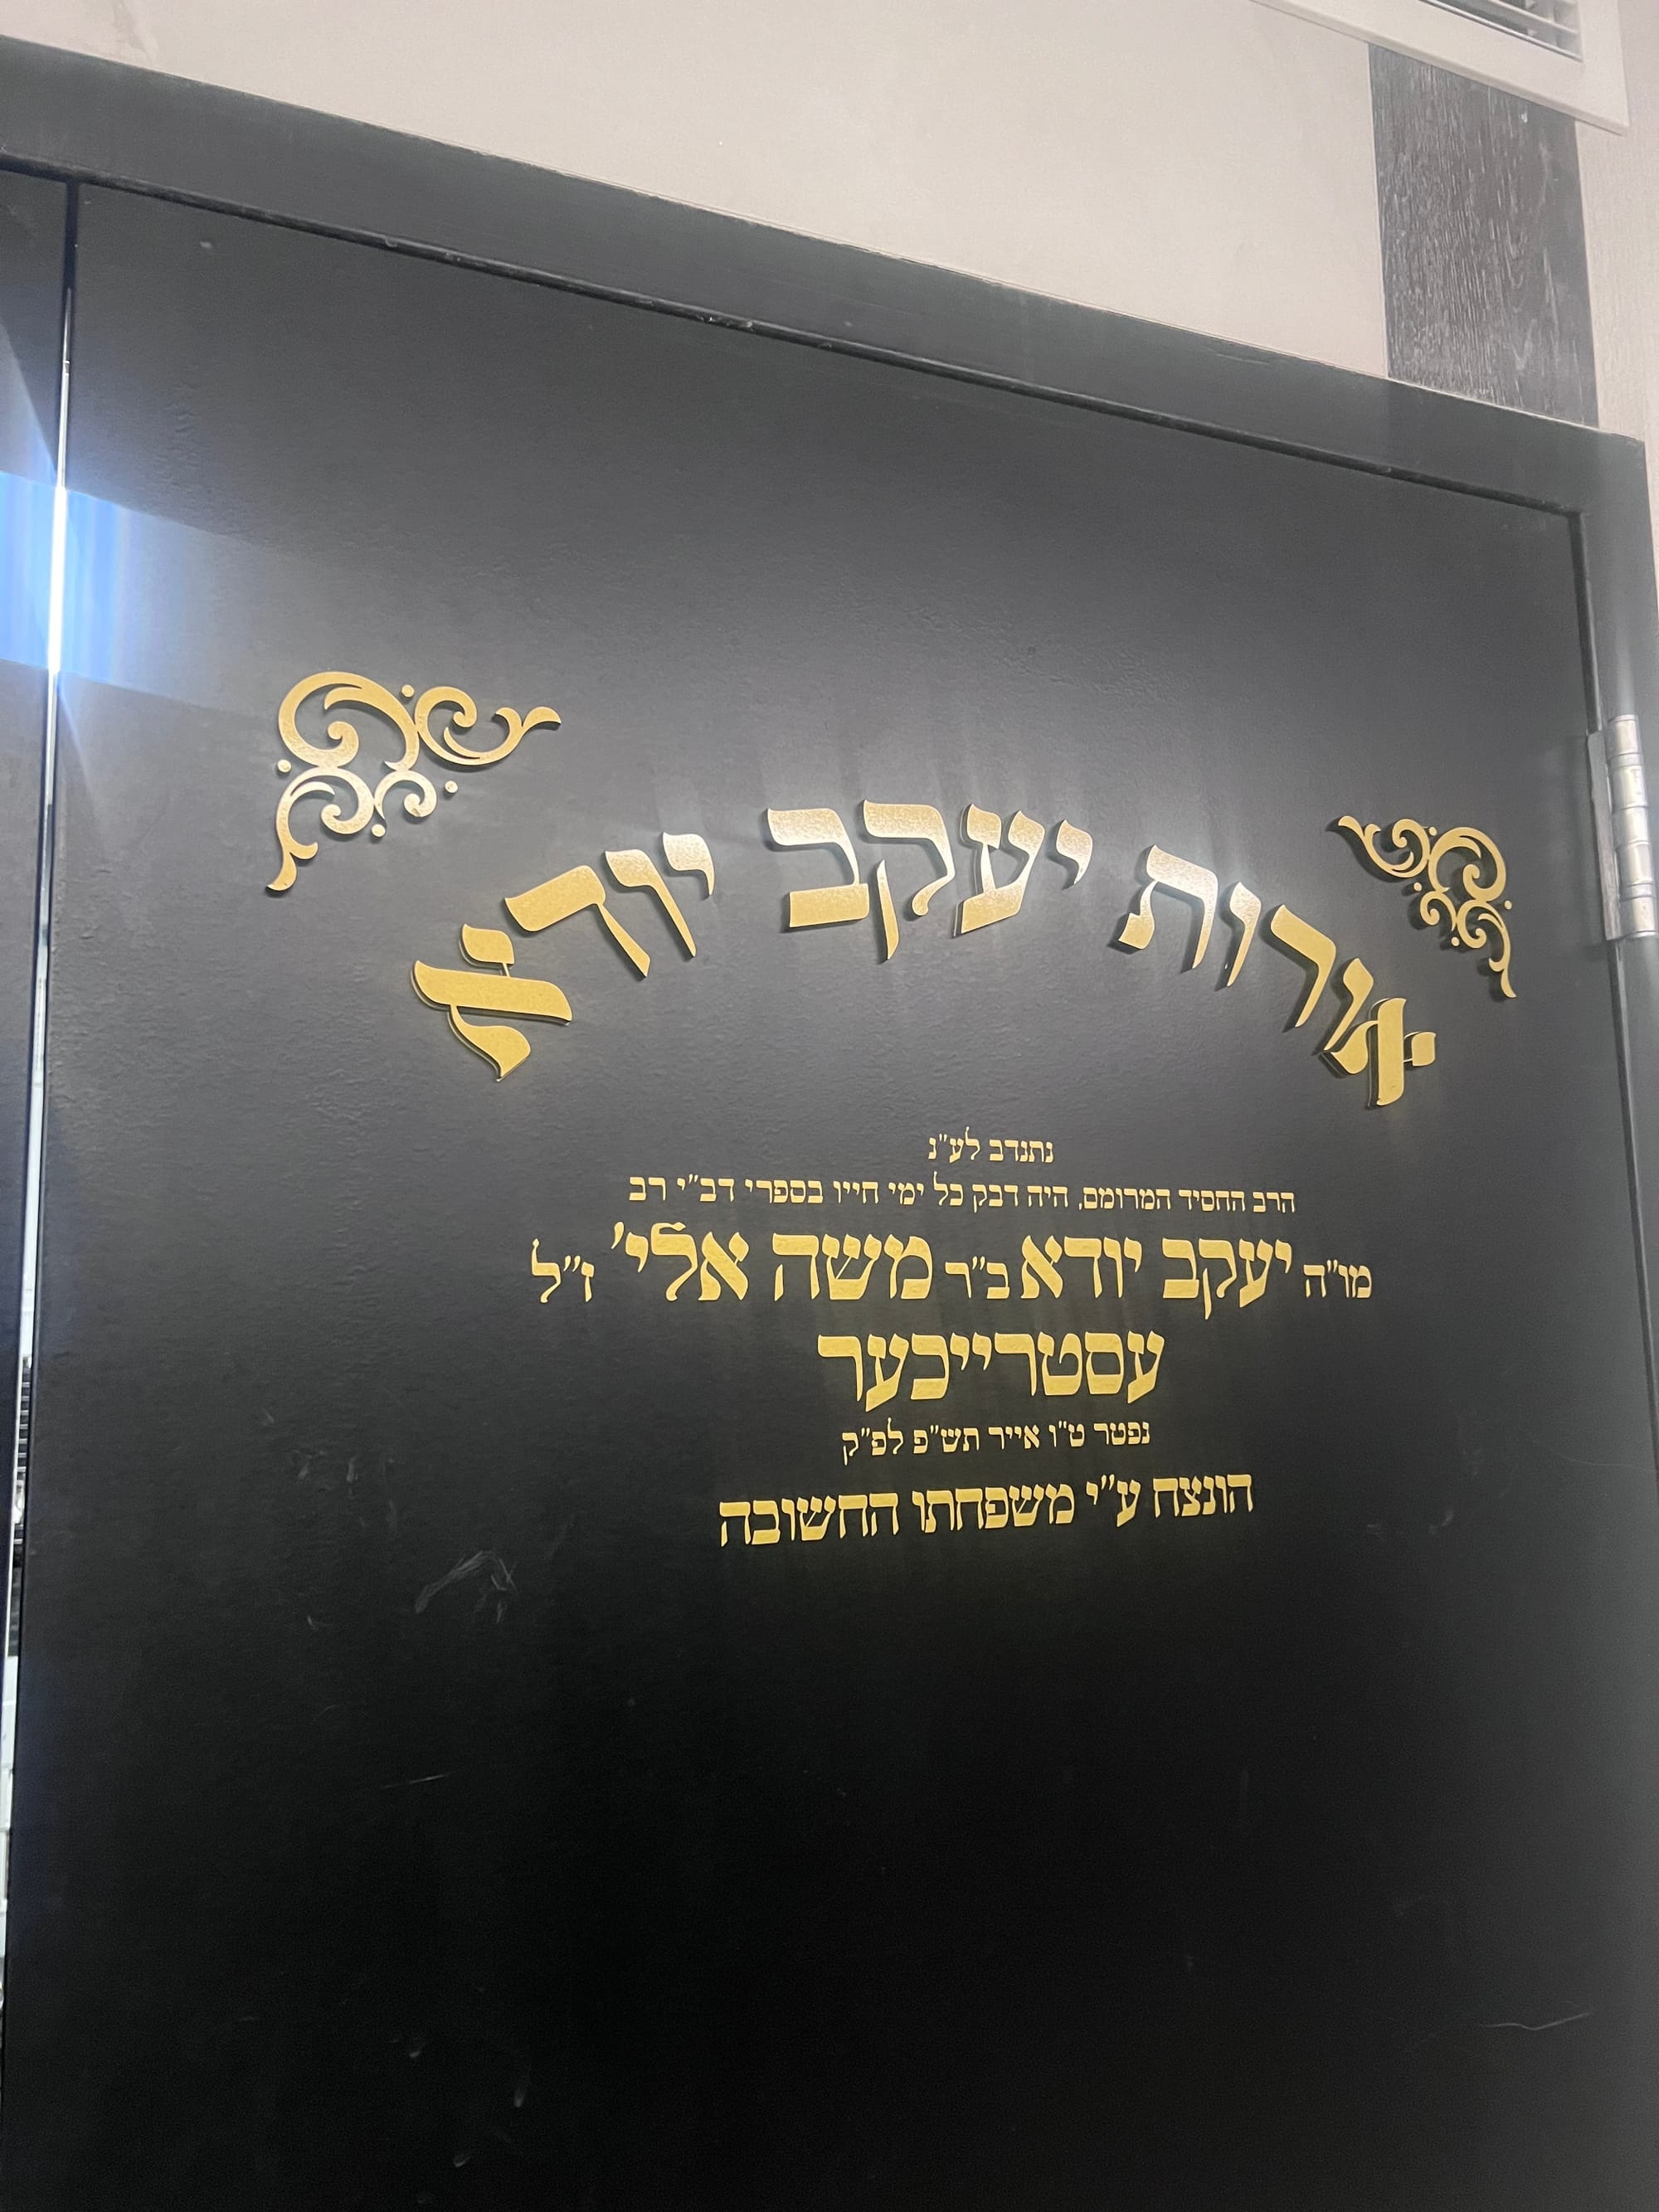 אורות יעקב יודא
נתנדב לע"נ
הרב החסיד המרומם, היה דבק כל ימי חייו בספרי דב"י רב
מו"ה יעקב יודא ב"ר משה אלי' ז"ל
עסטרייכער
נפטר ט"ו אייר תש"פ לפ"ק
הונצח ע"י משפחתו החשובה